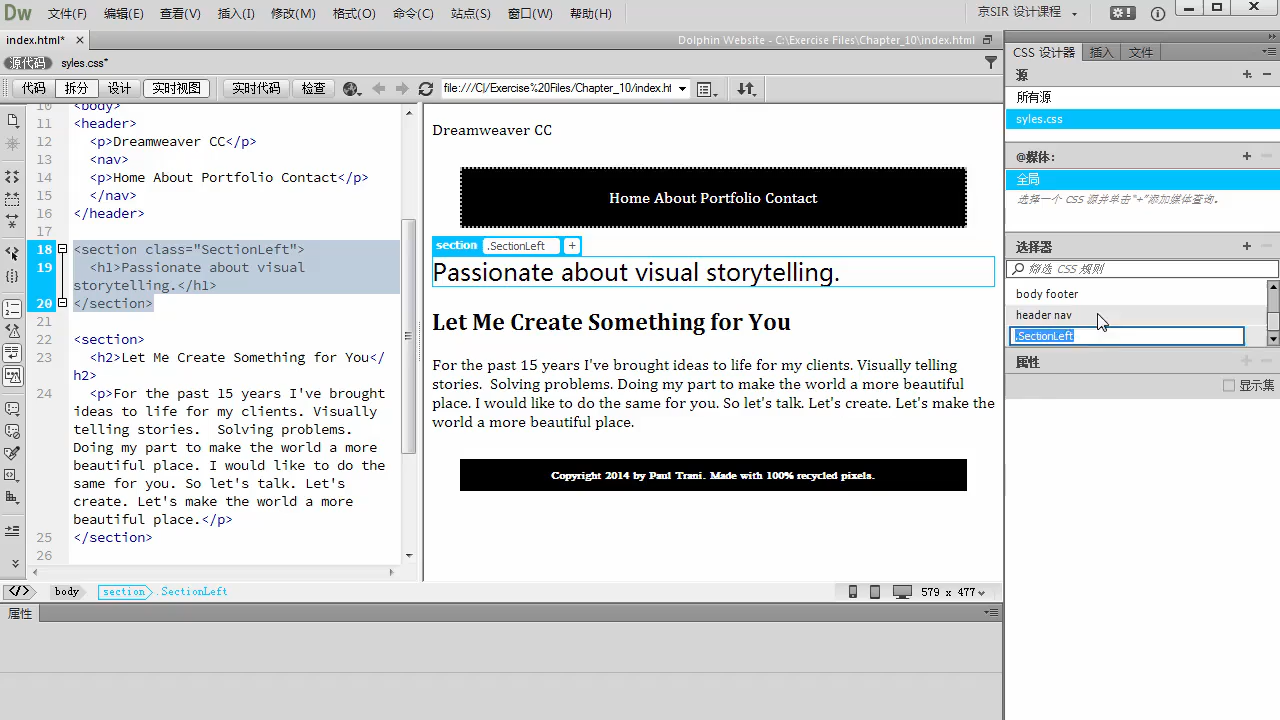 Dw 文件(F) 编辑(E) 查看(V) 插入(I) 修改(M) 格式(O) 命令(C) 站点(S) 窗口(W) 帮助(H) 京SIR 设计课程
index.html* Dolphin Website - C:\Exercise Files\Chapter_10\index.html
源代码 syles.css*
代码 拆分 设计 实时视图 实时代码 检查 file:///C|/Exercise%20Files/Chapter_10/index.ht
10 <body>
11 <header>
12 <p>Dreamweaver CC</p>
13 <nav>
14 <p>Home About Portfolio Contact</p>
15 </nav>
16 </header>
17
18 <section class="SectionLeft">
19 <h1>Passionate about visual
storytelling.</h1>
20 </section>
21
22 <section>
23 <h2>Let Me Create Something for You</
h2>
24 <p>For the past 15 years I've brought
ideas to life for my clients. Visually
telling stories.  Solving problems.
Doing my part to make the world a more
beautiful place. I would like to do the
same for you. So let's talk. Let's
create. Let's make the world a more
beautiful place.</p>
25 </section>
26
Dreamweaver CC
Home About Portfolio Contact
section .SectionLeft +
Passionate about visual storytelling.
Let Me Create Something for You
For the past 15 years I've brought ideas to life for my clients. Visually telling
stories.  Solving problems. Doing my part to make the world a more beautiful
place. I would like to do the same for you. So let's talk. Let's create. Let's make the
world a more beautiful place.
Copyright 2014 by Paul Trani. Made with 100% recycled pixels.
</> body section .SectionLeft 579 x 477
属性
CSS 设计器 插入 文件
源
所有源
syles.css
@媒体:
全局
选择一个 CSS 源并单击“+”添加媒体查询。
选择器
筛选 CSS 规则
body footer
header nav
.SectionLeft
属性
显示集